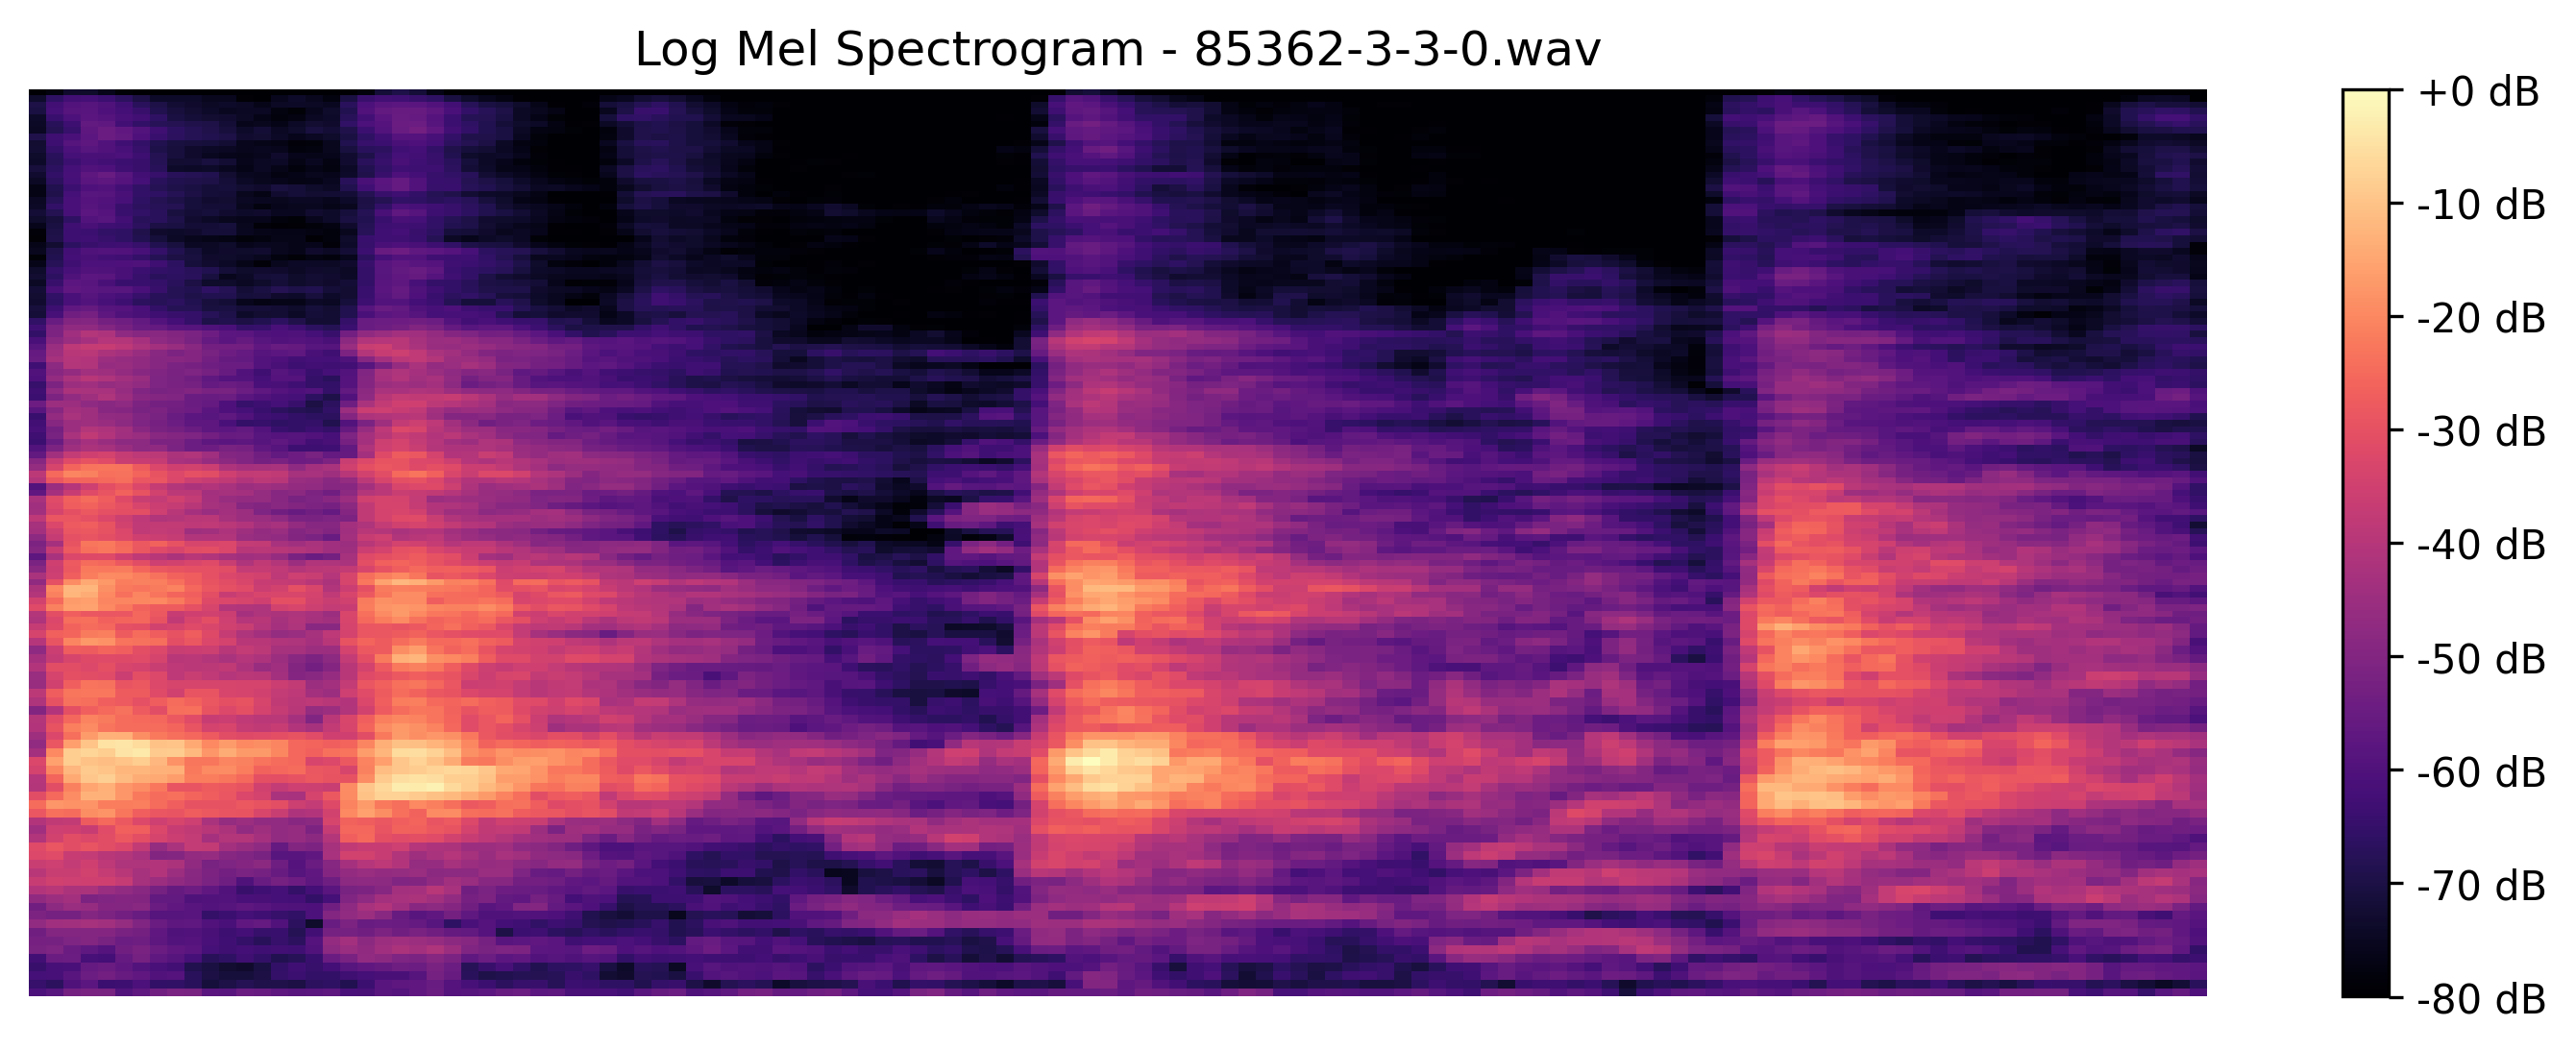 Log Mel Spectrogram - 85362-3-3-0.wav
+0 dB
-10 dB
-20 dB
-30 dB
-40 dB
-50 dB
-60 dB
-70 dB
-80 dB